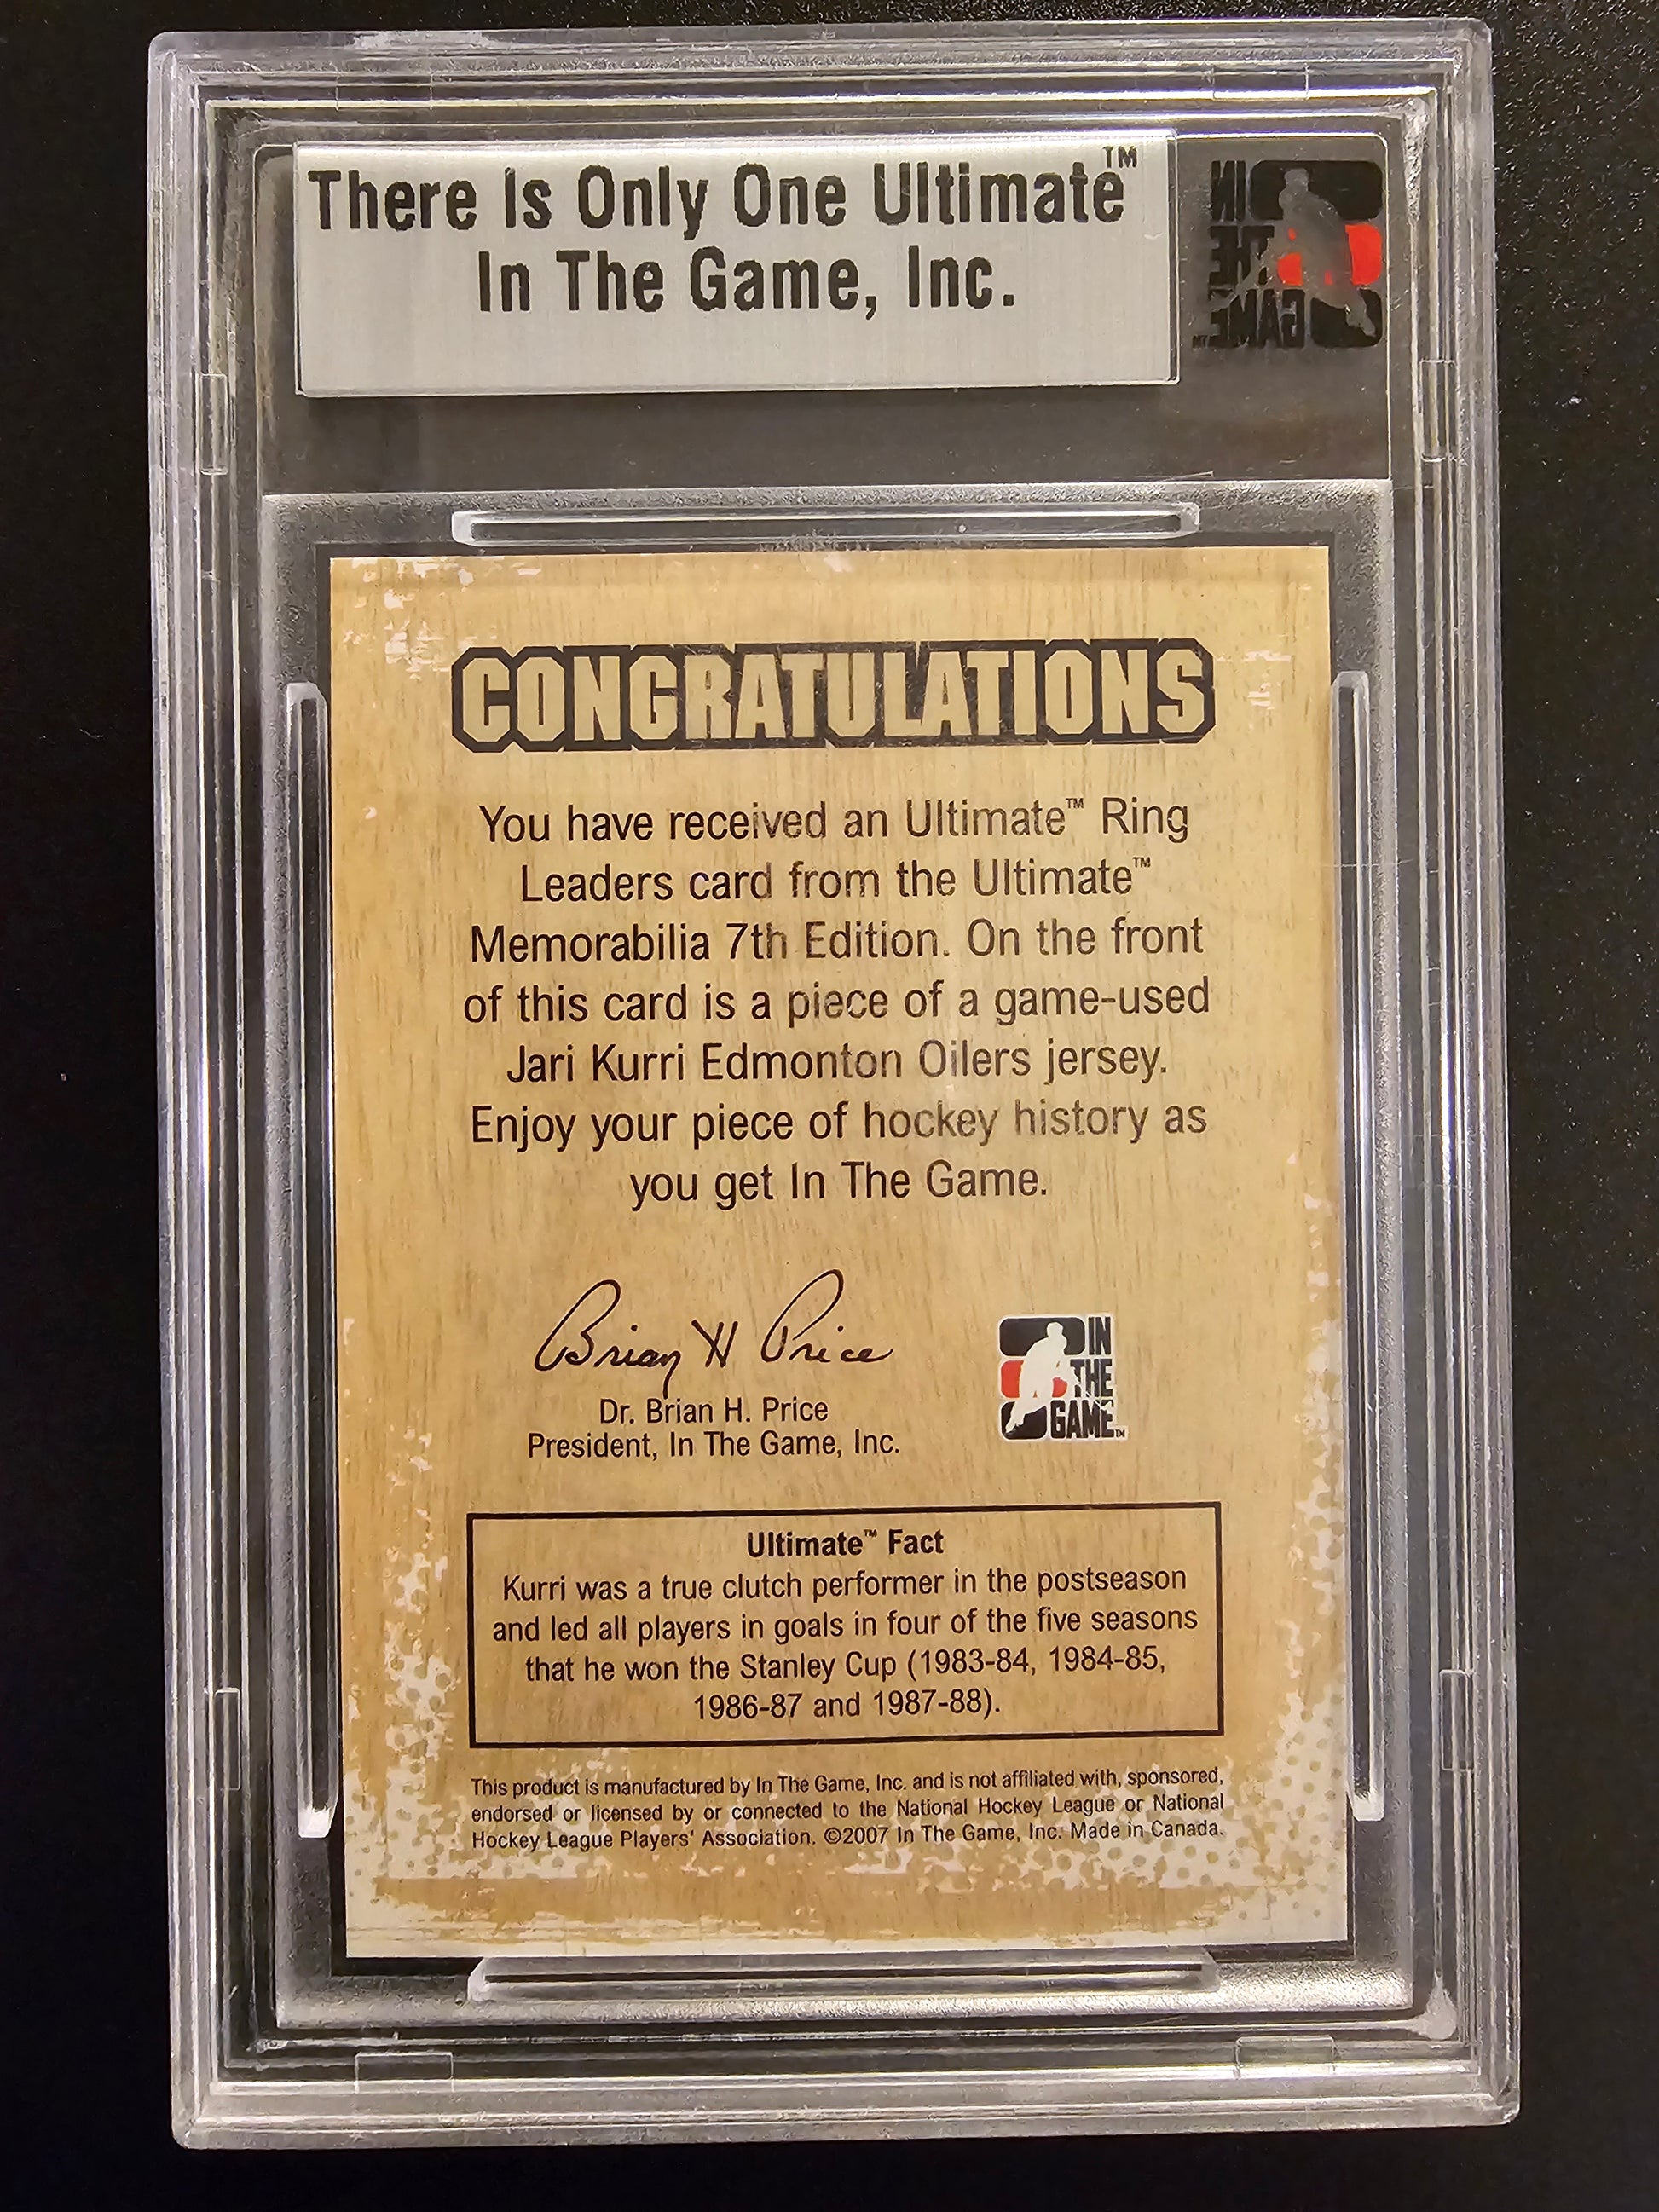 There Is Only One Ultimate™
In The Game, Inc.
IN
THE
GAME™
CONGRATULATIONS
You have received an Ultimate™ Ring
Leaders card from the Ultimate™
Memorabilia 7th Edition. On the front
of this card is a piece of a game-used
Jari Kurri Edmonton Oilers jersey.
Enjoy your piece of hockey history as
you get In The Game.
Brian H Price
Dr. Brian H. Price
President, In The Game, Inc.
IN
THE
GAME™
Ultimate™ Fact
Kurri was a true clutch performer in the postseason
and led all players in goals in four of the five seasons
that he won the Stanley Cup (1983-84, 1984-85,
1986-87 and 1987-88).
This product is manufactured by In The Game, Inc. and is not affiliated with, sponsored,
endorsed or licensed by or connected to the National Hockey League or National
Hockey League Players' Association. ©2007 In The Game, Inc. Made in Canada.